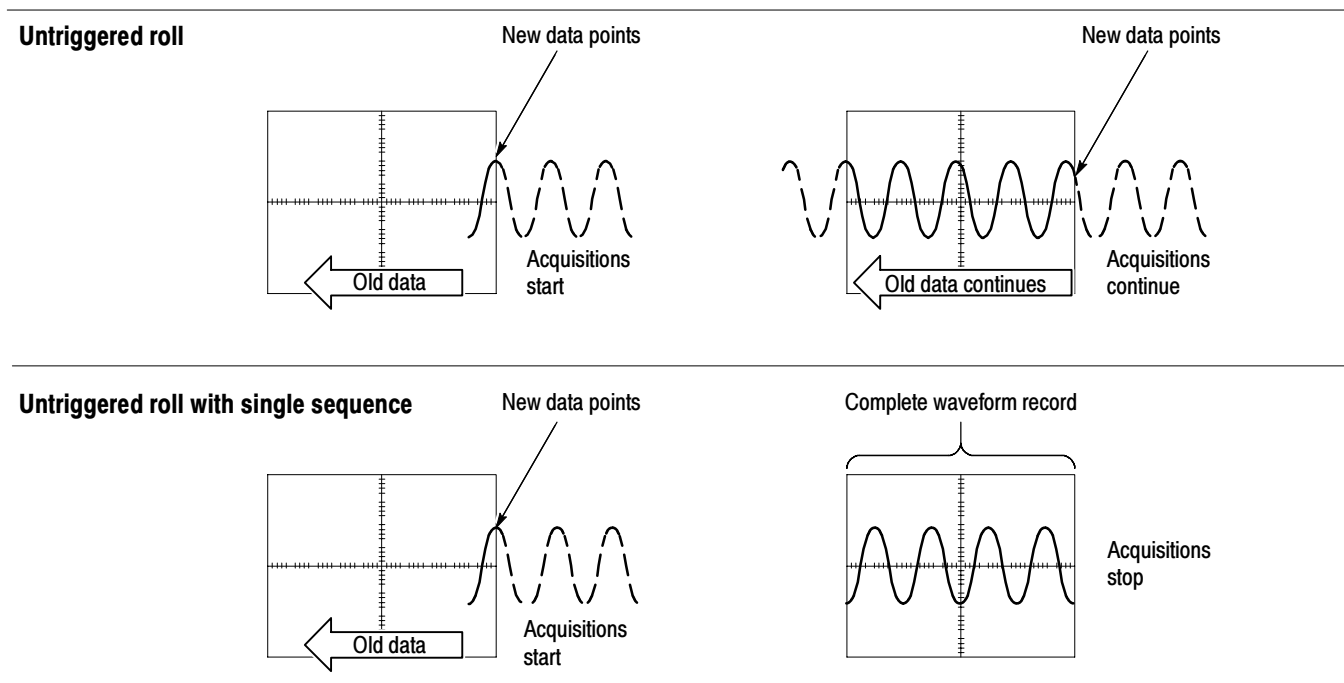 Untriggered roll
New data points
New data points
Acquisitions
start
Old data
Acquisitions
continue
Old data continues
Untriggered roll with single sequence
New data points
Complete waveform record
Acquisitions
stop
Acquisitions
start
Old data